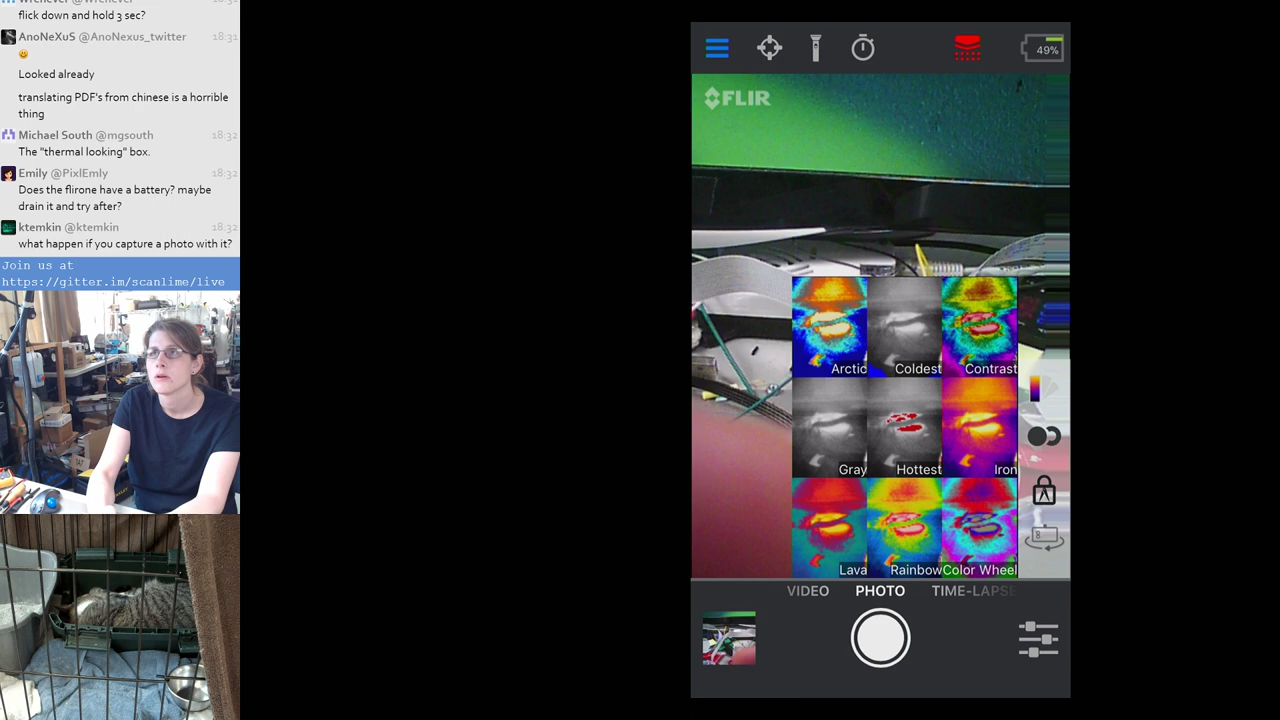 flick down and hold 3 sec?
AnoNeXuS @AnoNexus_twitter 18:31
Looked already
translating PDF's from chinese is a horrible
thing
Michael South @mgsouth 18:32
The "thermal looking" box.
Emily @PixlEmly 18:32
Does the flirone have a battery? maybe
drain it and try after?
ktemkin @ktemkin 18:32
what happen if you capture a photo with it?
Join us at
https://gitter.im/scanlime/live
49%
FLIR
Arctic Coldest Contrast
Gray Hottest Iron
Lava Rainbow Color Wheel
VIDEO PHOTO TIME-LAPSE